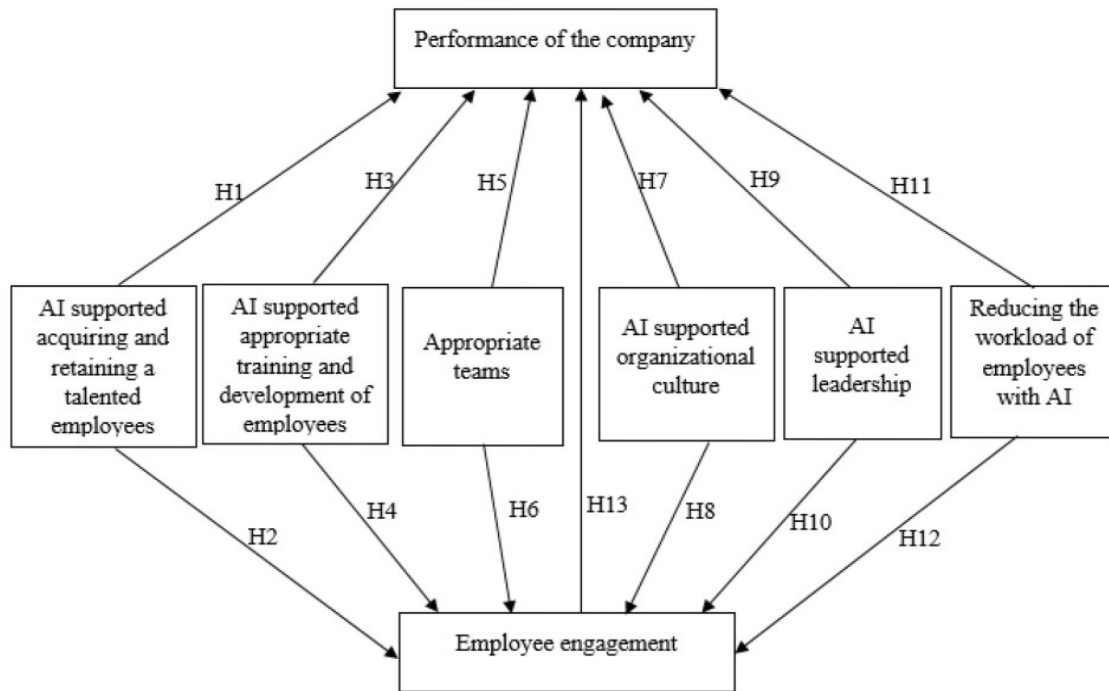 Performance of the company
H1
H3
H5
H7
H9
H11
AI supported
acquiring and
retaining a
talented
employees
AI supported
appropriate
training and
development of
employees
Appropriate
teams
AI supported
organizational
culture
AI
supported
leadership
Reducing the
workload of
employees
with AI
H2
H4
H6
H13
H8
H10
H12
Employee engagement